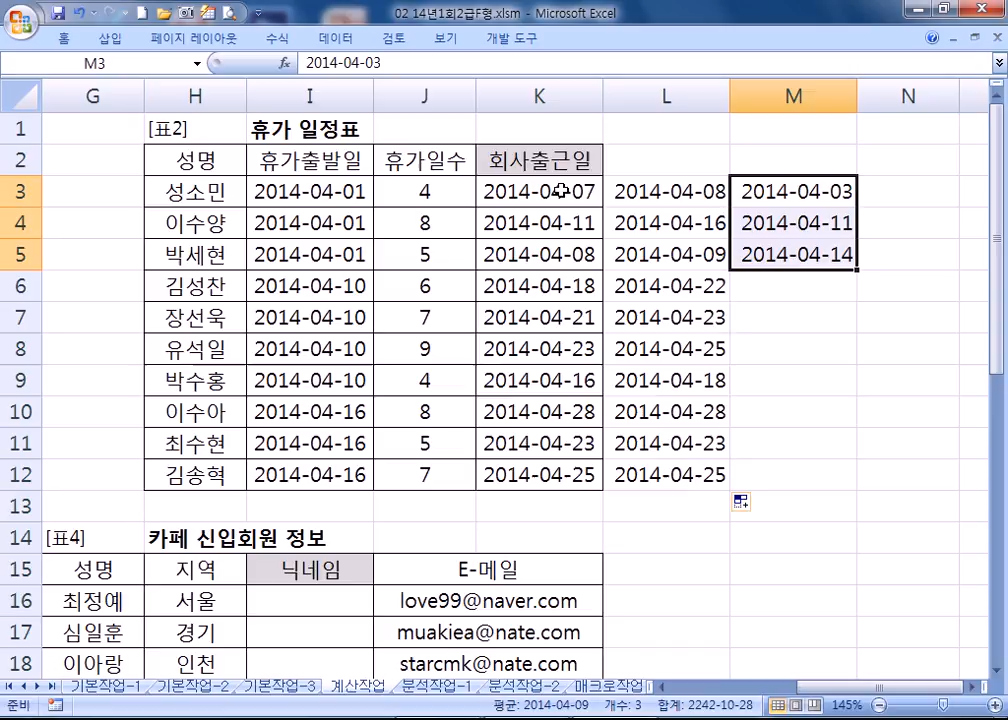 02 14년1회2급F형.xlsm - Microsoft Excel
홈 삽입 페이지 레이아웃 수식 데이터 검토 보기 개발 도구
M3 fx 2014-04-03
G H I J K L M N
1 [표2] 휴가 일정표
2 성명 휴가출발일 휴가일수 회사출근일
3 성소민 2014-04-01 4 2014-04-07 2014-04-08 2014-04-03
4 이수양 2014-04-01 8 2014-04-11 2014-04-16 2014-04-11
5 박세현 2014-04-01 5 2014-04-08 2014-04-09 2014-04-14
6 김성찬 2014-04-10 6 2014-04-18 2014-04-22
7 장선욱 2014-04-10 7 2014-04-21 2014-04-23
8 유석일 2014-04-10 9 2014-04-23 2014-04-25
9 박수홍 2014-04-10 4 2014-04-16 2014-04-18
10 이수아 2014-04-16 8 2014-04-28 2014-04-28
11 최수현 2014-04-16 5 2014-04-23 2014-04-23
12 김송혁 2014-04-16 7 2014-04-25 2014-04-25
13
14 [표4] 카페 신입회원 정보
15 성명 지역 닉네임 E-메일
16 최정예 서울 love99@naver.com
17 심일훈 경기 muakiea@nate.com
18 이아랑 인천 starcmk@nate.com
기본작업-1 기본작업-2 기본작업-3 계산작업 분석작업-1 분석작업-2 매크로작업
준비 평균: 2014-04-09 개수: 3 합계: 2242-10-28 145%